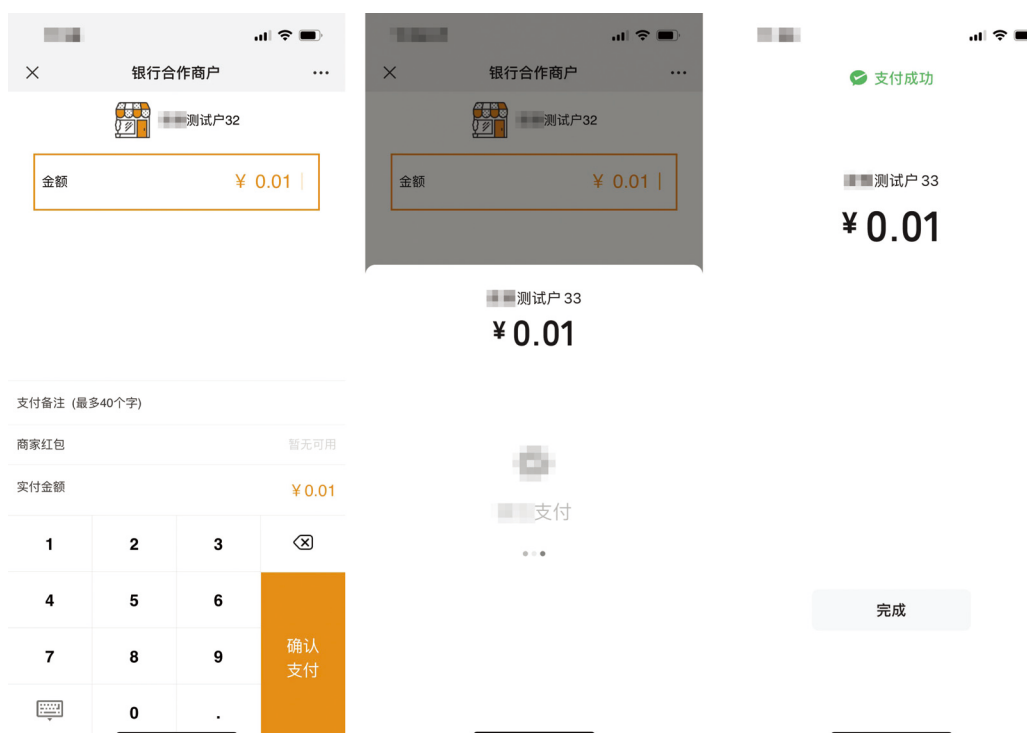 银行合作商户
测试户32
金额
¥ 0.01
支付备注 (最多40个字)
商家红包
暂无可用
实付金额
¥0.01
1 2 3
4 5 6
确认
支付
7 8 9
0 .
银行合作商户
测试户32
金额
¥ 0.01
测试户33
¥0.01
支付
支付成功
测试户33
¥0.01
完成